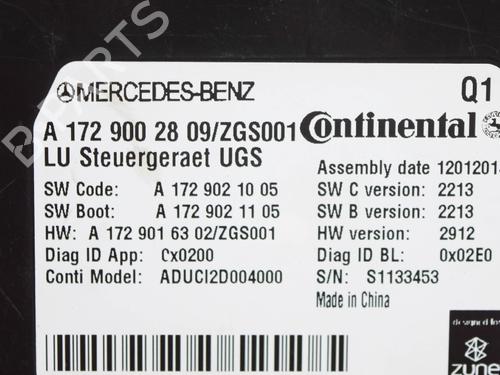 MERCEDES-BENZ Q1
A 172 900 28 09/ZGS001 Continental
LU Steuergeraet UGS
Assembly date 1201201
SW Code: A 172 902 10 05 SW C version: 2213
SW Boot: A 172 902 11 05 SW B version: 2213
HW: A 172 901 63 02/ZGS001 HW version: 2912
Diag ID App: 0x0200 Diag ID BL: 0x02E0
Conti Model: ADUCI2D004000 S/N: S1133453
Made in China
designed for
B PARTS